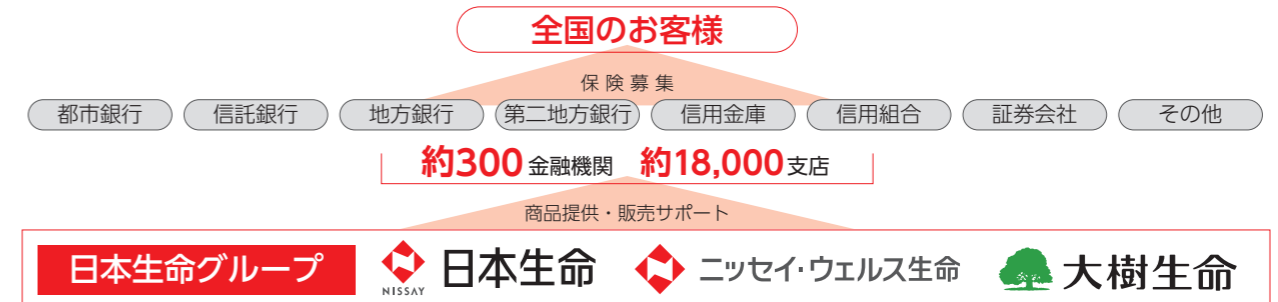 全国のお客様
保険募集
都市銀行 信託銀行 地方銀行 第二地方銀行 信用金庫 信用組合 証券会社 その他
約300金融機関 約18,000支店
商品提供・販売サポート
日本生命グループ NISSAY 日本生命 ニッセイ・ウェルス生命 大樹生命